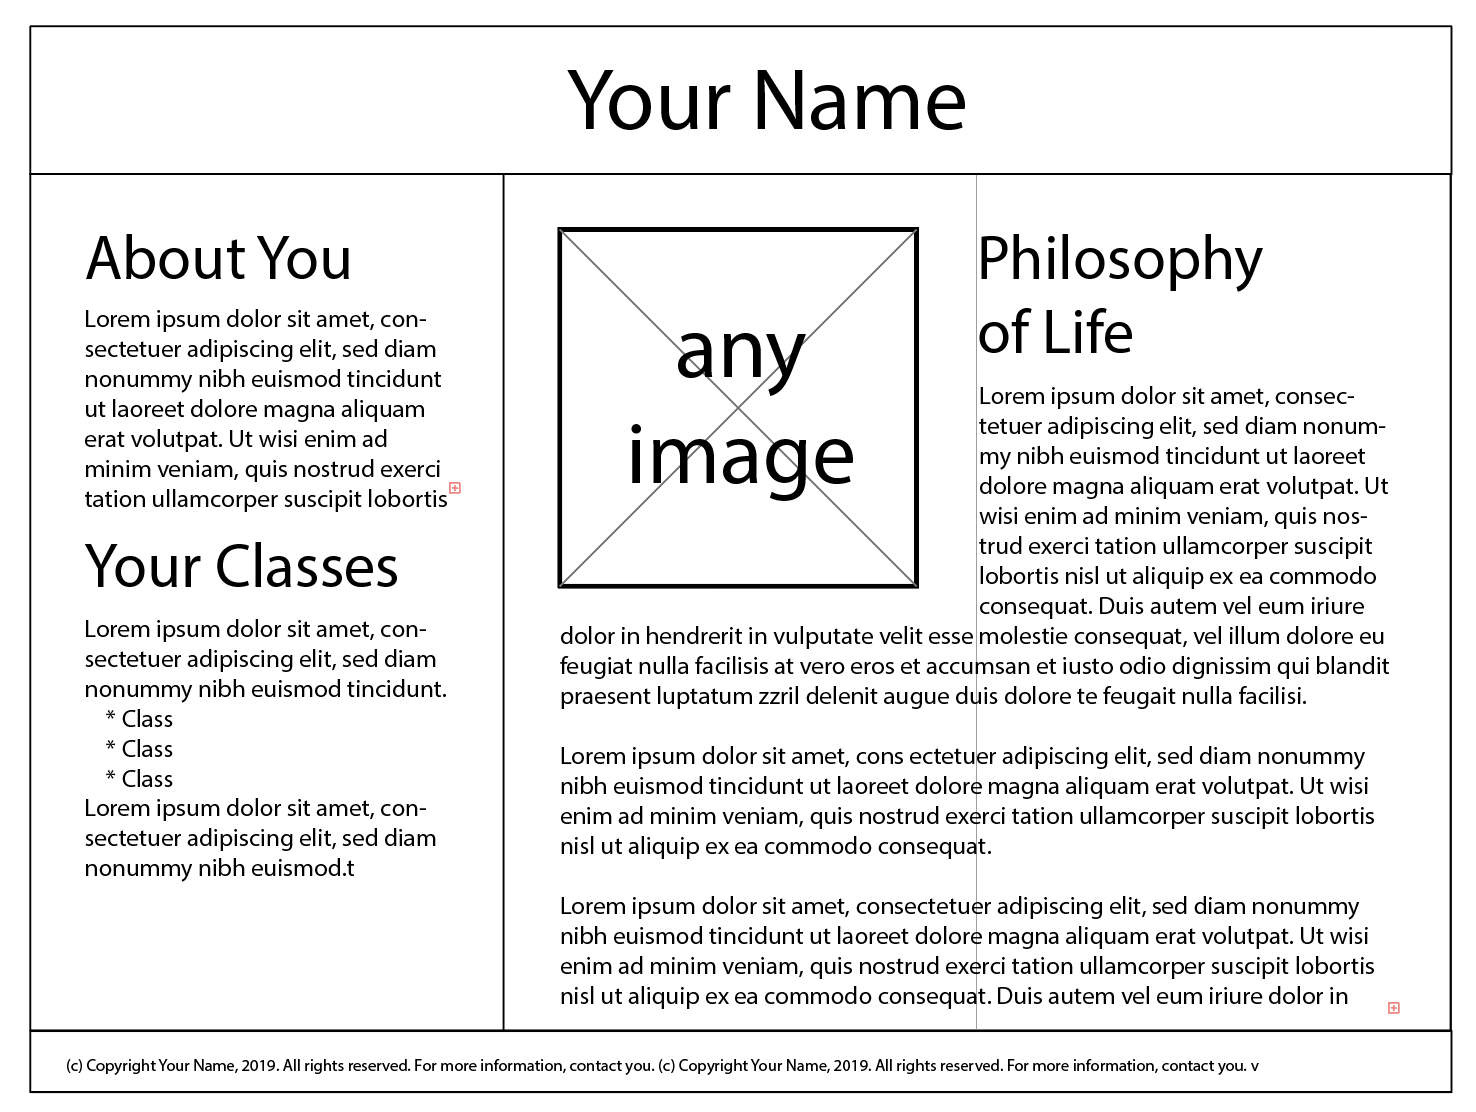 Your Name
About You
Lorem ipsum dolor sit amet, con-
sectetuer adipiscing elit, sed diam
nonummy nibh euismod tincidunt
ut laoreet dolore magna aliquam
erat volutpat. Ut wisi enim ad
minim veniam, quis nostrud exerci
tation ullamcorper suscipit lobortis
Your Classes
Lorem ipsum dolor sit amet, con-
sectetuer adipiscing elit, sed diam
nonummy nibh euismod tincidunt.
* Class
* Class
* Class
Lorem ipsum dolor sit amet, con-
sectetuer adipiscing elit, sed diam
nonummy nibh euismod.t
any
image
Philosophy
of Life
Lorem ipsum dolor sit amet, consec-
tetuer adipiscing elit, sed diam nonum-
my nibh euismod tincidunt ut laoreet
dolore magna aliquam erat volutpat. Ut
wisi enim ad minim veniam, quis nos-
trud exerci tation ullamcorper suscipit
lobortis nisl ut aliquip ex ea commodo
consequat. Duis autem vel eum iriure
dolor in hendrerit in vulputate velit esse molestie consequat, vel illum dolore eu
feugiat nulla facilisis at vero eros et accumsan et iusto odio dignissim qui blandit
praesent luptatum zzril delenit augue duis dolore te feugait nulla facilisi.
Lorem ipsum dolor sit amet, cons ectetuer adipiscing elit, sed diam nonummy
nibh euismod tincidunt ut laoreet dolore magna aliquam erat volutpat. Ut wisi
enim ad minim veniam, quis nostrud exerci tation ullamcorper suscipit lobortis
nisl ut aliquip ex ea commodo consequat.
Lorem ipsum dolor sit amet, consectetuer adipiscing elit, sed diam nonummy
nibh euismod tincidunt ut laoreet dolore magna aliquam erat volutpat. Ut wisi
enim ad minim veniam, quis nostrud exerci tation ullamcorper suscipit lobortis
nisl ut aliquip ex ea commodo consequat. Duis autem vel eum iriure dolor in
(c) Copyright Your Name, 2019. All rights reserved. For more information, contact you. (c) Copyright Your Name, 2019. All rights reserved. For more information, contact you. v